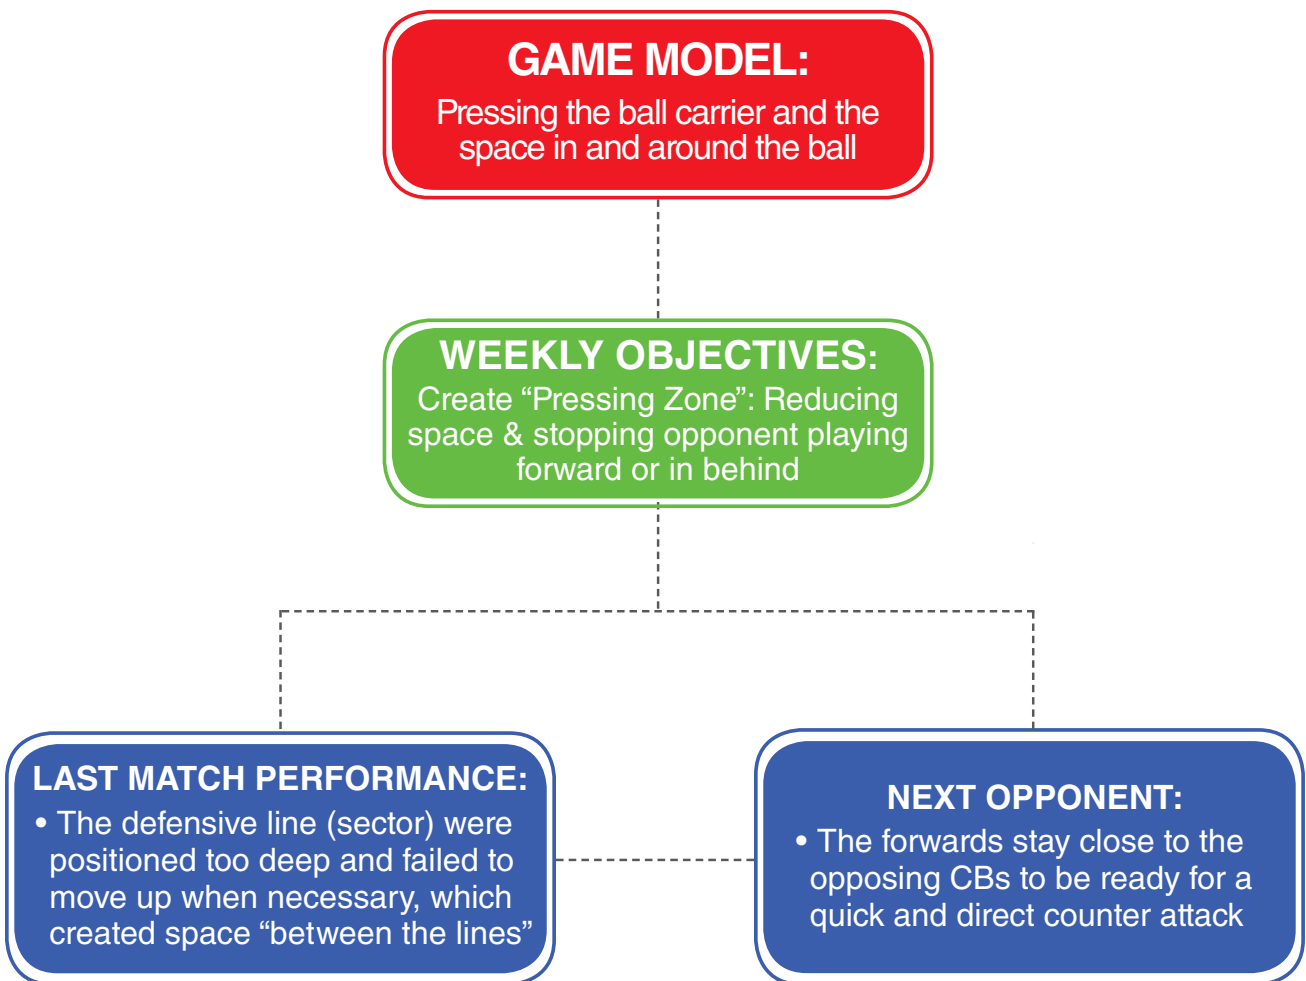 GAME MODEL:
Pressing the ball carrier and the
space in and around the ball
WEEKLY OBJECTIVES:
Create “Pressing Zone”: Reducing
space & stopping opponent playing
forward or in behind
LAST MATCH PERFORMANCE:
• The defensive line (sector) were
positioned too deep and failed to
move up when necessary, which
created space “between the lines”
NEXT OPPONENT:
• The forwards stay close to the
opposing CBs to be ready for a
quick and direct counter attack